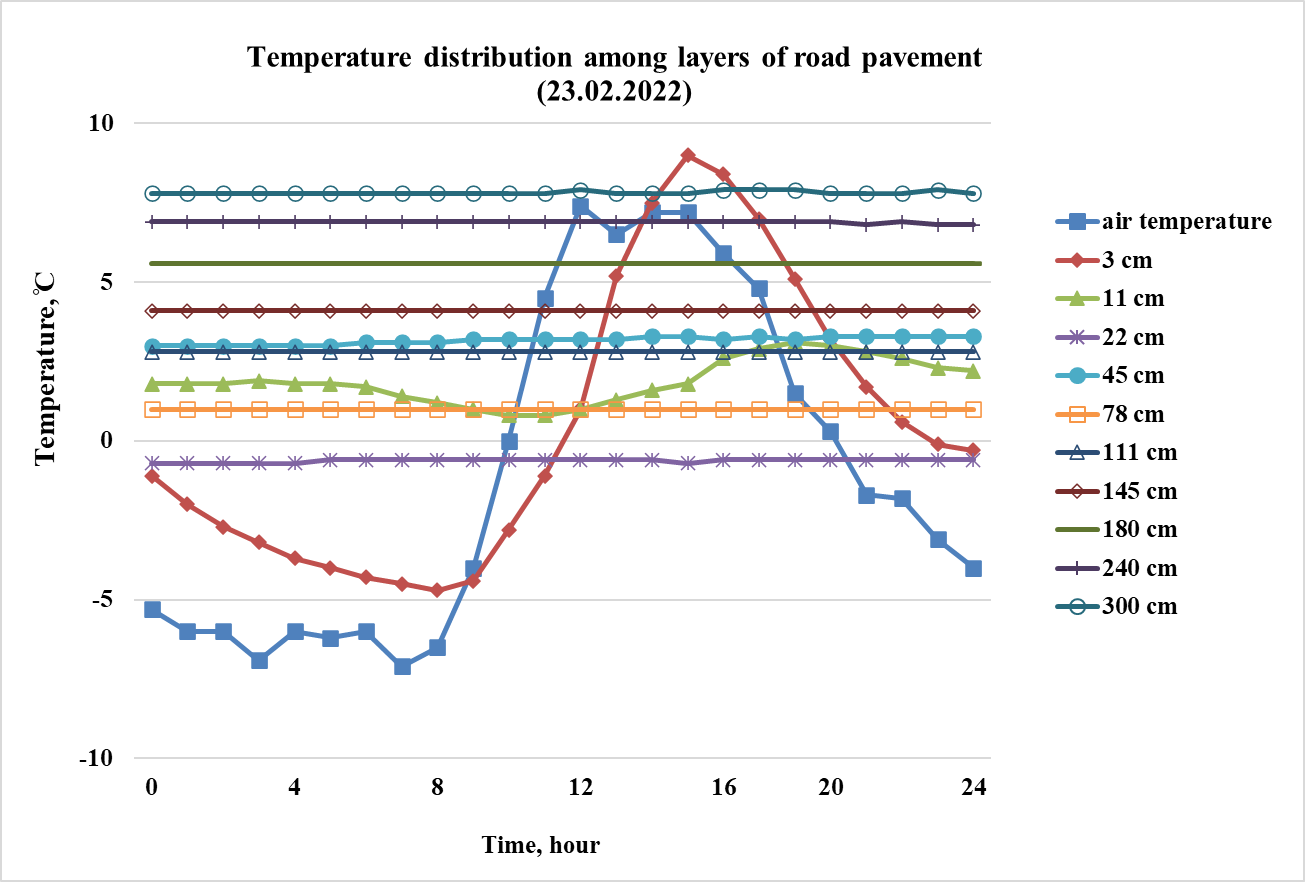 Temperature distribution among layers of road pavement
(23.02.2022)
Temperature,℃
10
5
0
-5
-10
0 4 8 12 16 20 24
Time, hour
air temperature
3 cm
11 cm
22 cm
45 cm
78 cm
111 cm
145 cm
180 cm
240 cm
300 cm